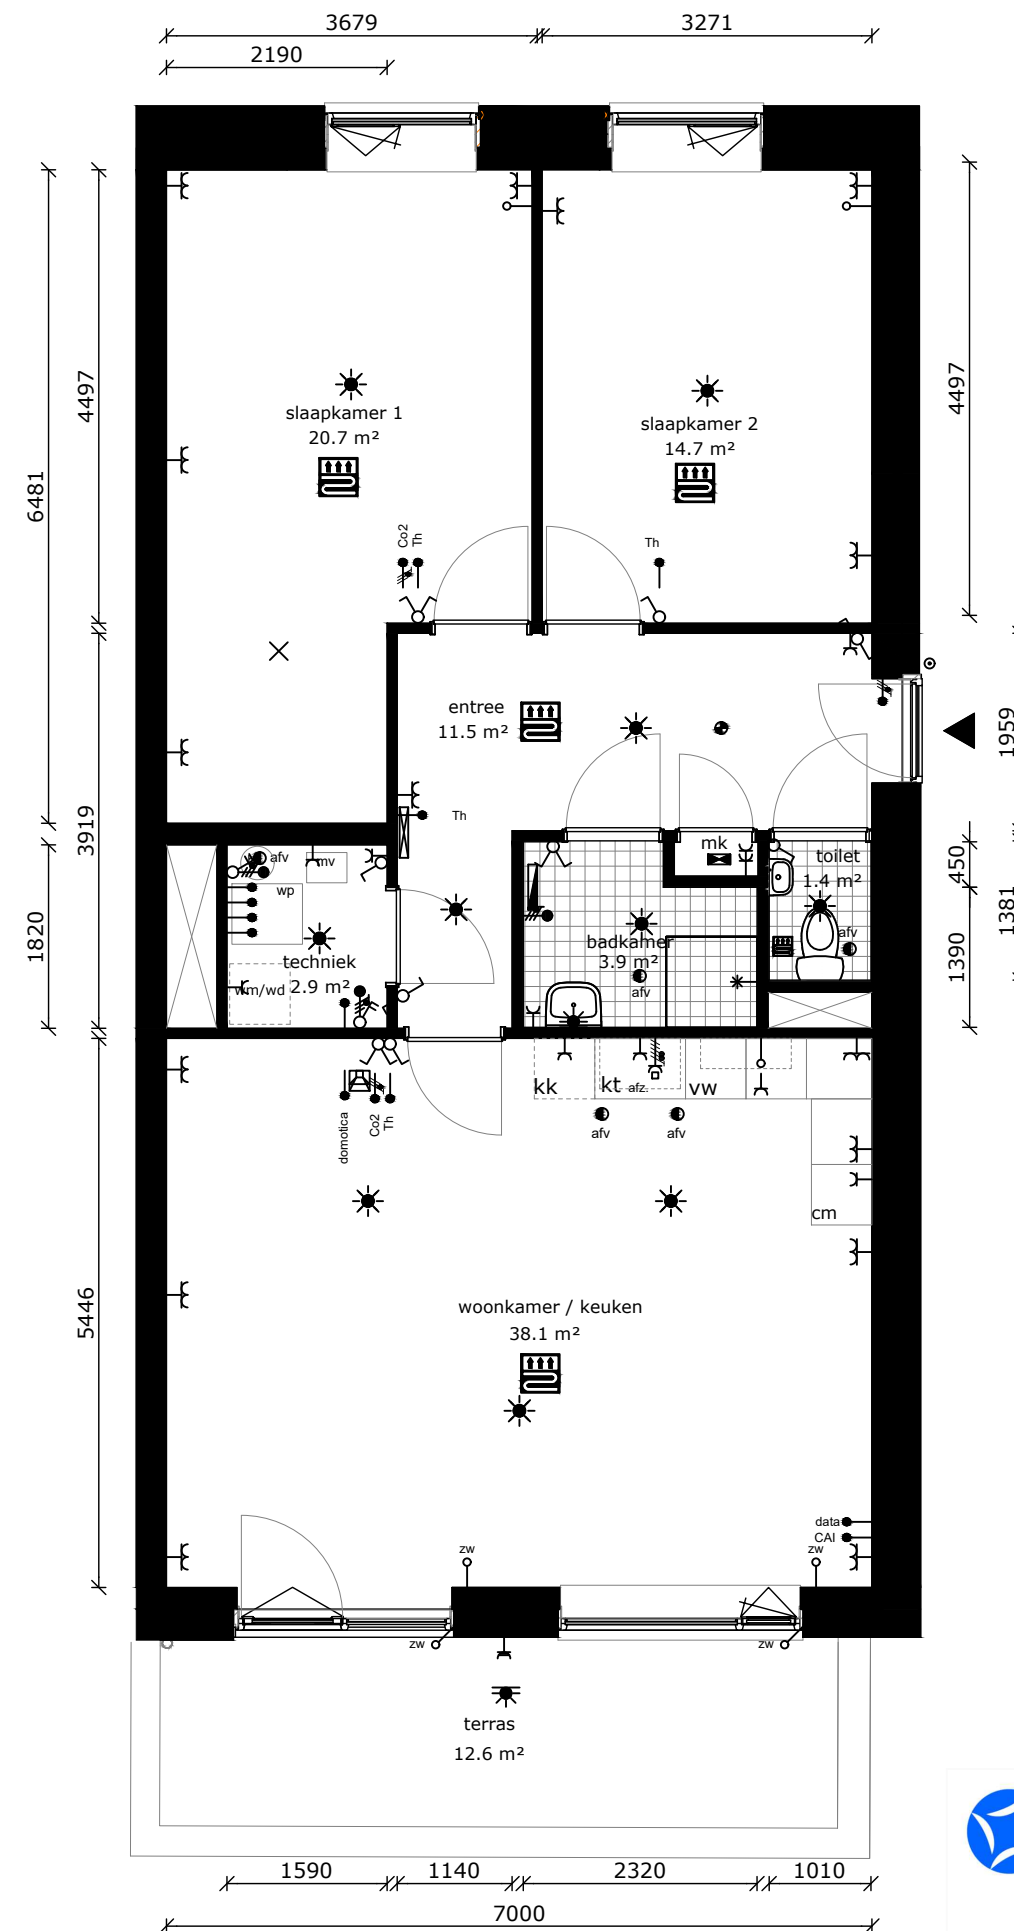 3679
3271
2190
4497
6481
4497
slaapkamer 1
20.7 m²
slaapkamer 2
14.7 m²
Co2
Th
Th
entree
11.5 m²
1959
3919
Th
mk
toilet
1.4 m²
450
1381
afv
mv
wp
1820
badkamer
3.9 m²
afv
afv
1390
techniek
2.9 m²
wm/wd
kk
kt
afz.
vw
domotica
Co2
Th
afv
afv
cm
5446
woonkamer / keuken
38.1 m²
data
CAI
zw
zw
zw
zw
terras
12.6 m²
1590
1140
2320
1010
7000